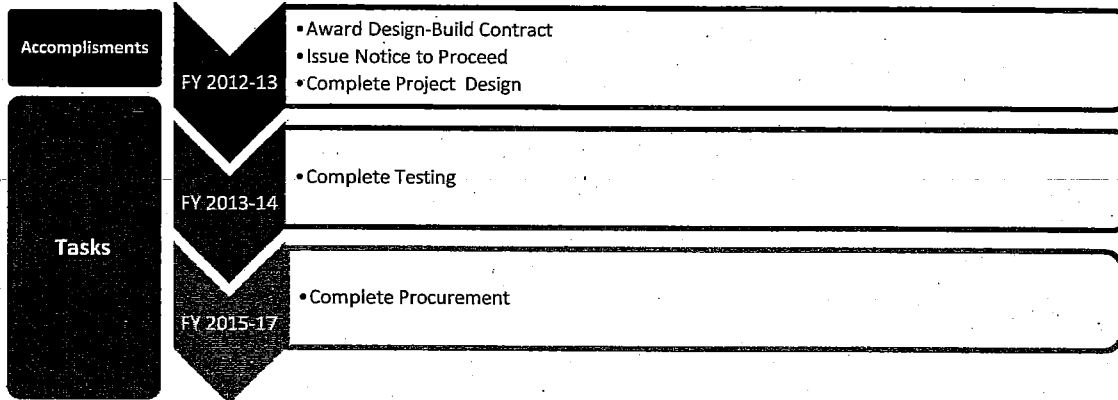 Accomplisments
FY 2012-13
• Award Design-Build Contract
• Issue Notice to Proceed
• Complete Project Design
Tasks
FY 2013-14
• Complete Testing
FY 2015-17
• Complete Procurement